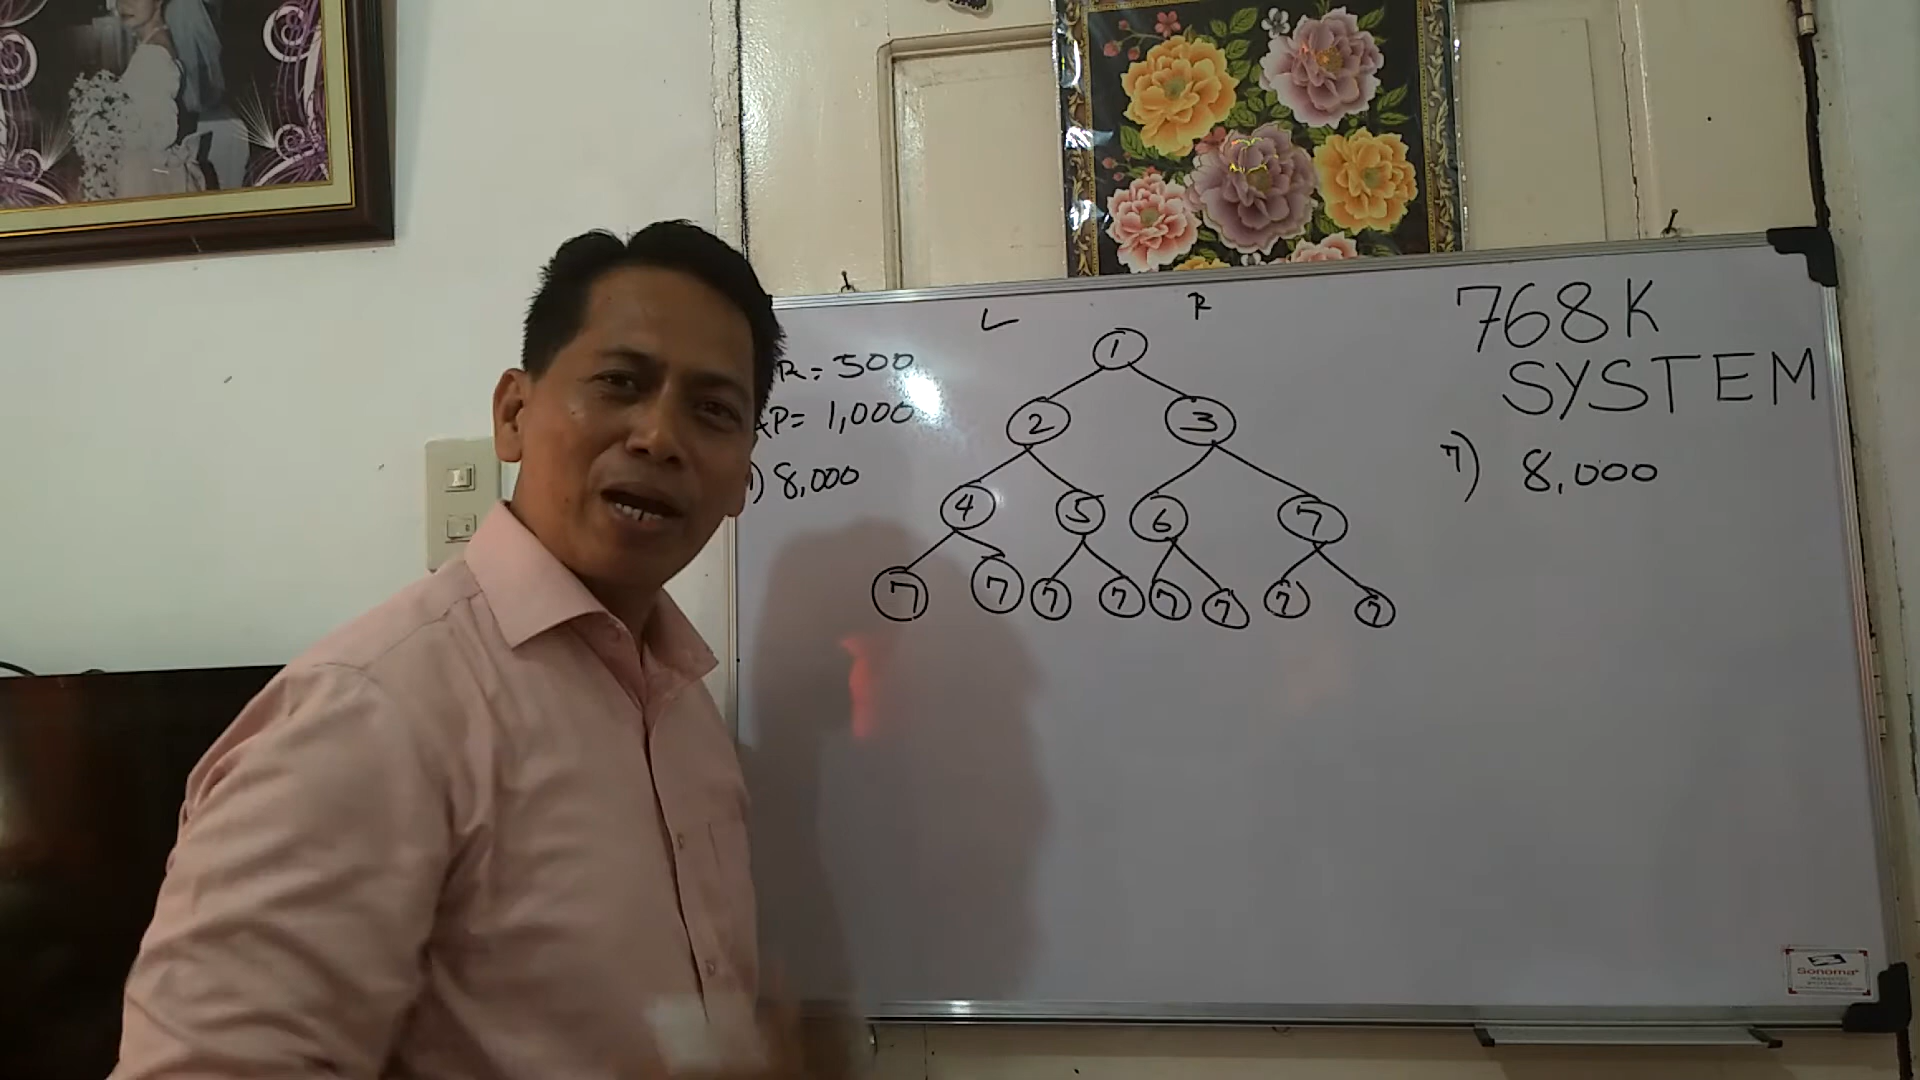 L R
768K
SYSTEM
R = 500
P = 1,000
) 8,000
7) 8,000
1
2 3
4 5 6 7
7 7 7 7 7 7 7 7
Sonoma